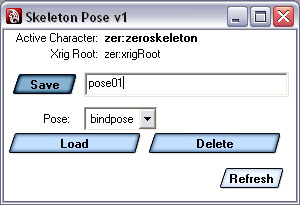 Skeleton Pose v1
Active Character: zer:zeroskeleton
Xrig Root: zer:xrigRoot
Save pose01
Pose: bindpose
Load Delete
Refresh